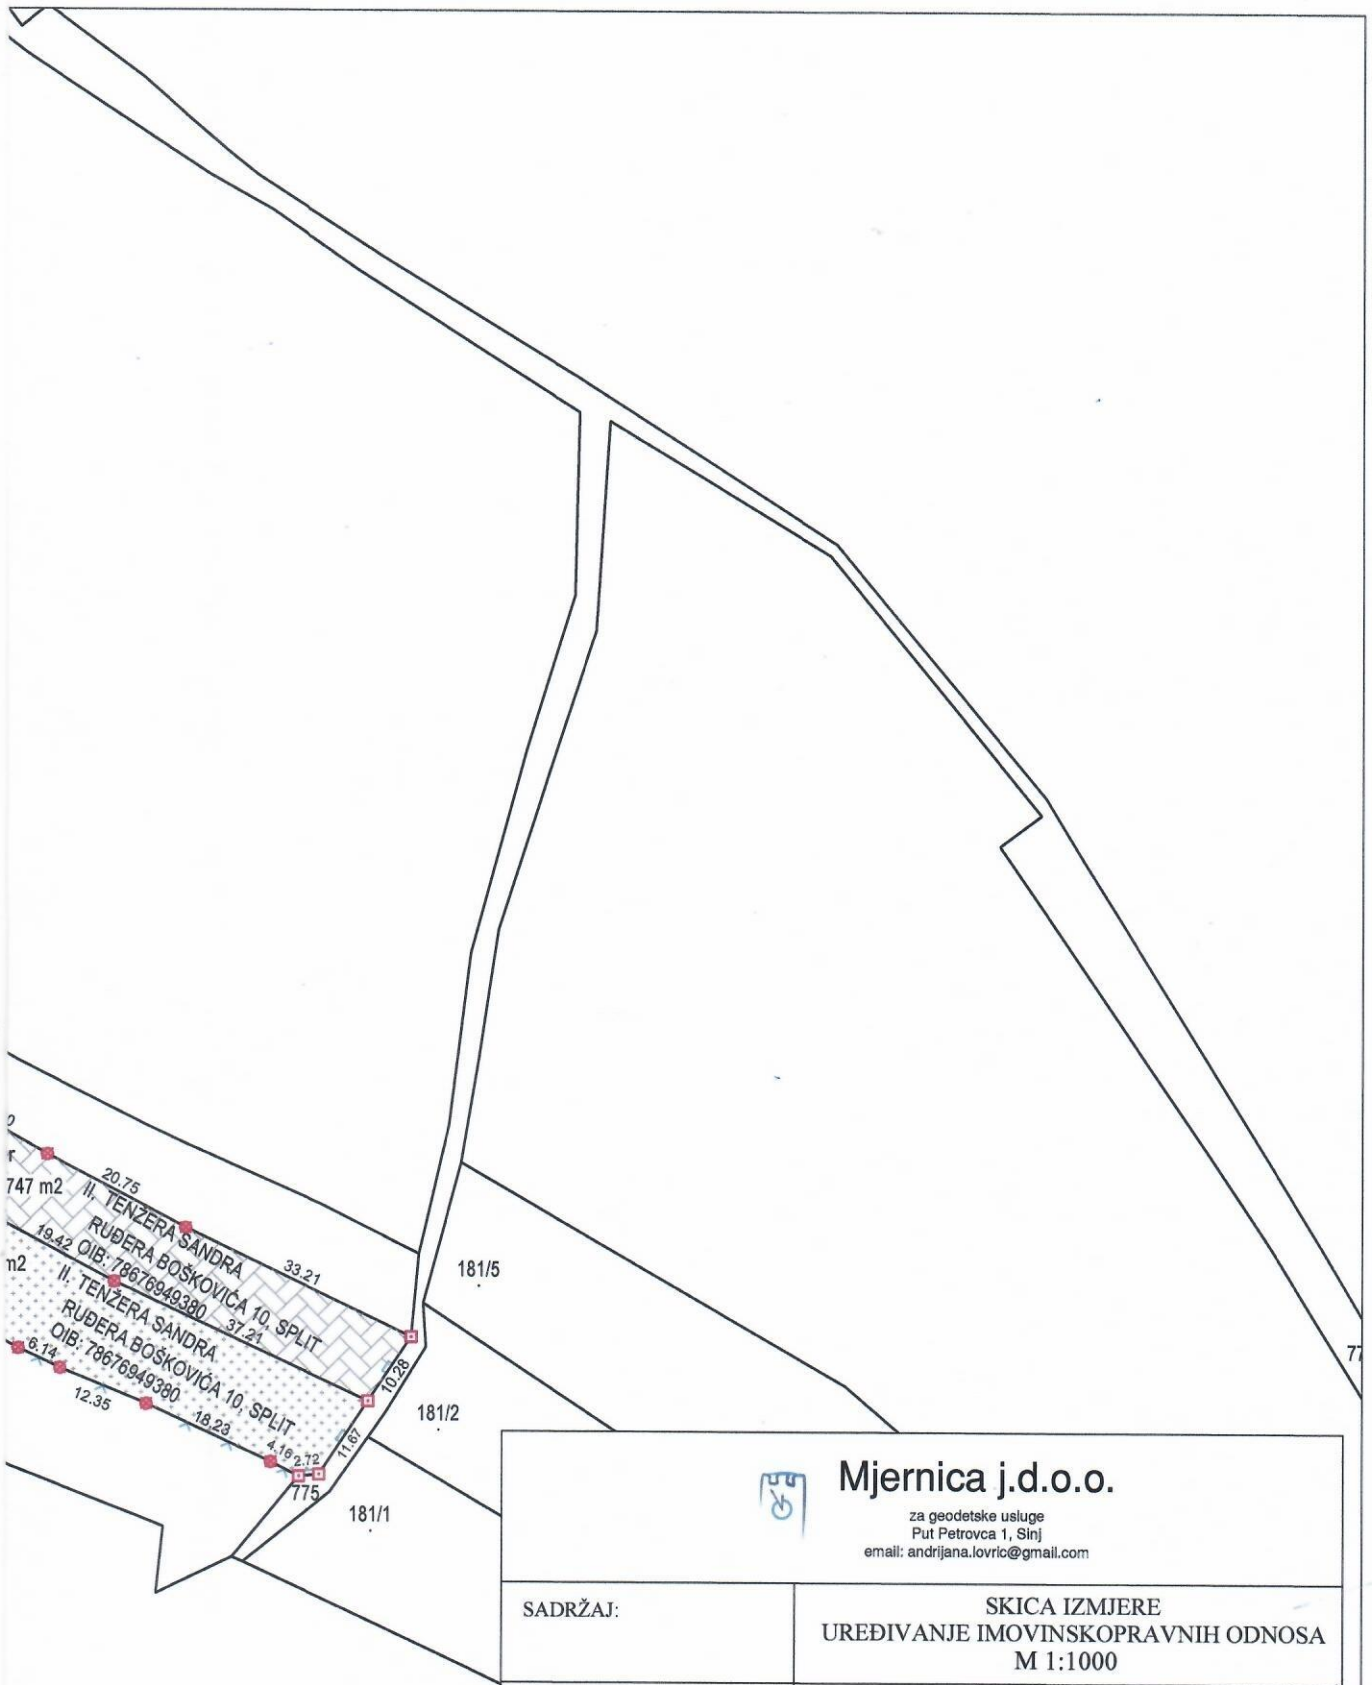 747 m2
20.75
II. TENŽERA SANDRA
RUĐERA BOŠKOVIĆA 10, SPLIT
OIB: 78676949380
33.21
19.42
m2
II. TENŽERA SANDRA
RUĐERA BOŠKOVIĆA 10, SPLIT
OIB: 78676949380
37.21
6.14
12.35
18.23
4.16
2.72
775
11.67
10.28
181/5
181/2
181/1
77
Mjernica j.d.o.o.
za geodetske usluge
Put Petrovca 1, Sinj
email: andrijana.lovric@gmail.com
SADRŽAJ:
SKICA IZMJERE
UREĐIVANJE IMOVINSKOPRAVNIH ODNOSA
M 1:1000